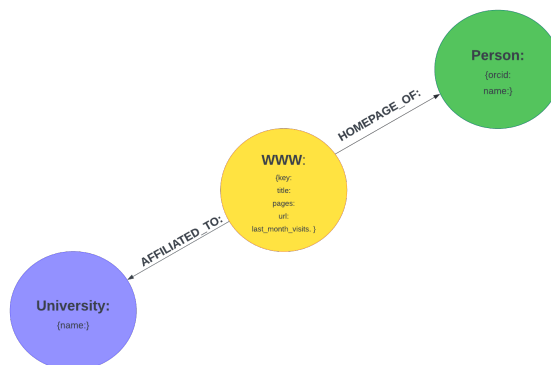 Person:
{orcid:
name:}
HOMEPAGE_OF:
WWW:
{key:
title:
pages:
url:
last_month_visits. }
AFFILIATED_TO:
University:
{name:}